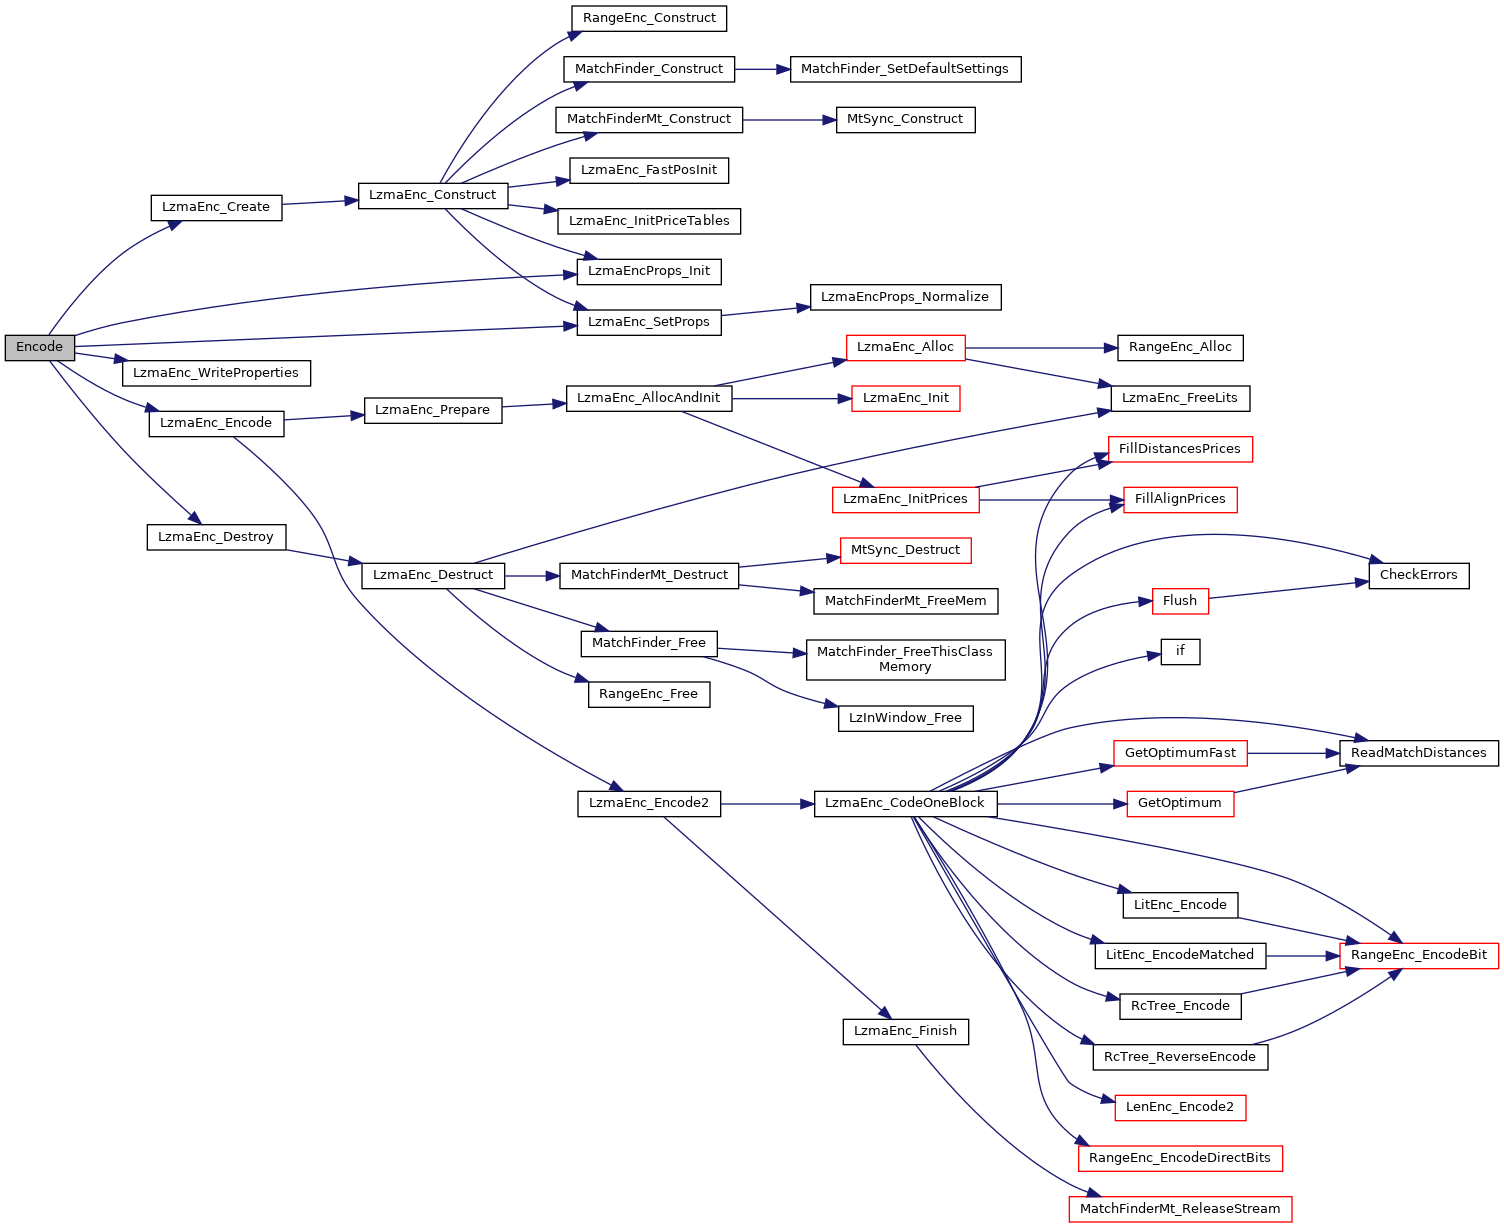 RangeEnc_Construct
MatchFinder_Construct
MatchFinder_SetDefaultSettings
MatchFinderMt_Construct
MtSync_Construct
LzmaEnc_FastPosInit
LzmaEnc_Construct
LzmaEnc_Create
LzmaEnc_InitPriceTables
LzmaEncProps_Init
LzmaEncProps_Normalize
LzmaEnc_SetProps
Encode
LzmaEnc_Alloc
RangeEnc_Alloc
LzmaEnc_WriteProperties
LzmaEnc_AllocAndInit
LzmaEnc_Init
LzmaEnc_FreeLits
LzmaEnc_Prepare
LzmaEnc_Encode
FillDistancesPrices
LzmaEnc_InitPrices
FillAlignPrices
LzmaEnc_Destroy
MtSync_Destruct
LzmaEnc_Destruct
MatchFinderMt_Destruct
CheckErrors
MatchFinderMt_FreeMem
Flush
MatchFinder_Free
MatchFinder_FreeThisClass
Memory
if
RangeEnc_Free
LzInWindow_Free
GetOptimumFast
ReadMatchDistances
LzmaEnc_Encode2
LzmaEnc_CodeOneBlock
GetOptimum
LitEnc_Encode
LitEnc_EncodeMatched
RangeEnc_EncodeBit
RcTree_Encode
LzmaEnc_Finish
RcTree_ReverseEncode
LenEnc_Encode2
RangeEnc_EncodeDirectBits
MatchFinderMt_ReleaseStream